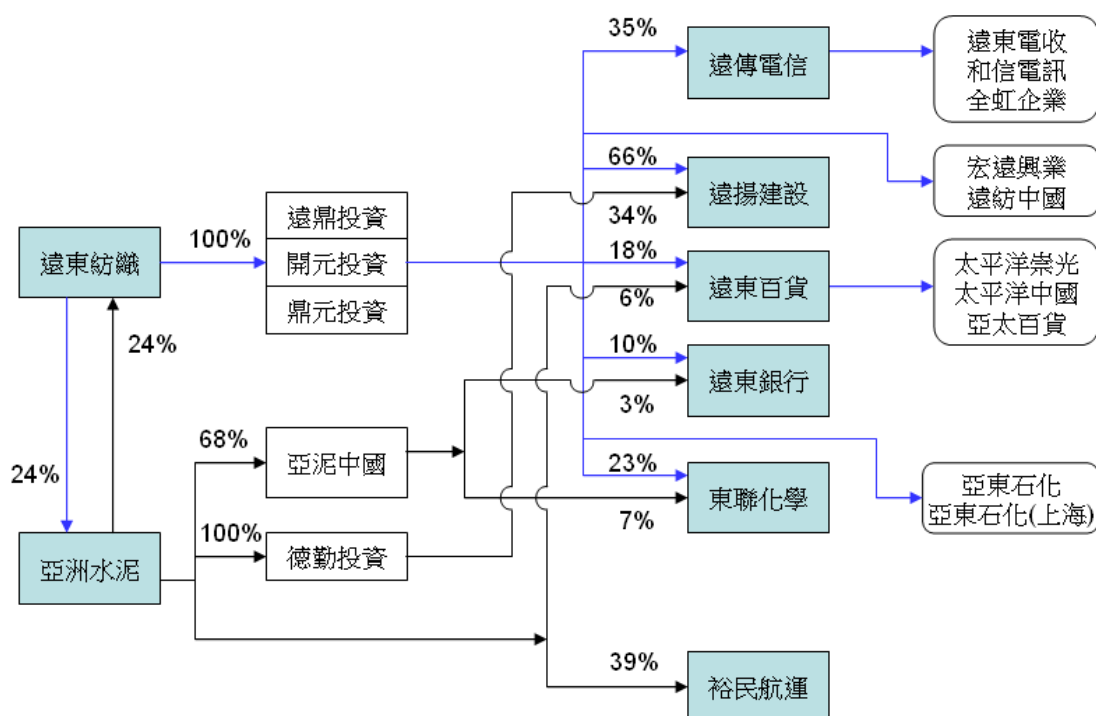 35%
遠傳電信
遠東電收
和信電訊
全虹企業
66%
遠揚建設
34%
宏遠興業
遠紡中國
遠東紡織
100%
遠鼎投資
開元投資
鼎元投資
18%
遠東百貨
6%
太平洋崇光
太平洋中國
亞太百貨
24%
10%
遠東銀行
3%
24%
68%
亞泥中國
23%
東聯化學
7%
亞東石化
亞東石化(上海)
亞洲水泥
100%
德勤投資
39%
裕民航運